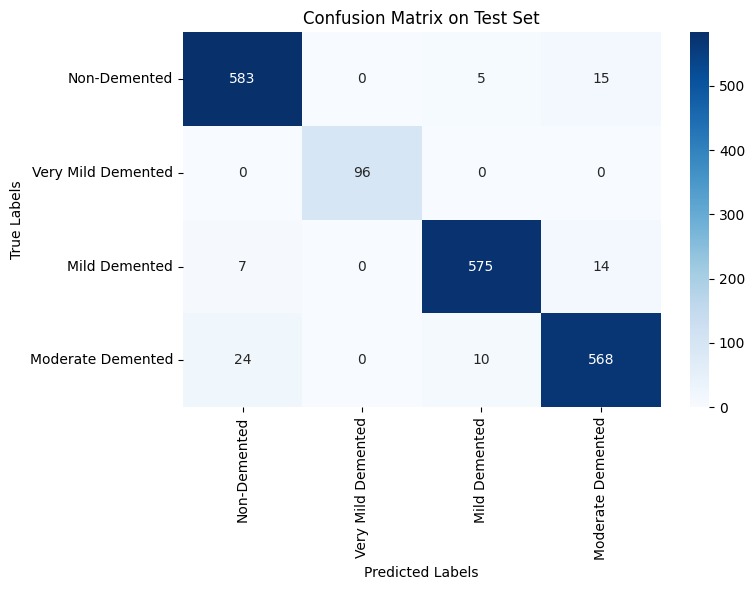 Confusion Matrix on Test Set
True Labels
Non-Demented 583 0 5 15
Very Mild Demented 0 96 0 0
Mild Demented 7 0 575 14
Moderate Demented 24 0 10 568
Non-Demented
Very Mild Demented
Mild Demented
Moderate Demented
Predicted Labels
500
400
300
200
100
0